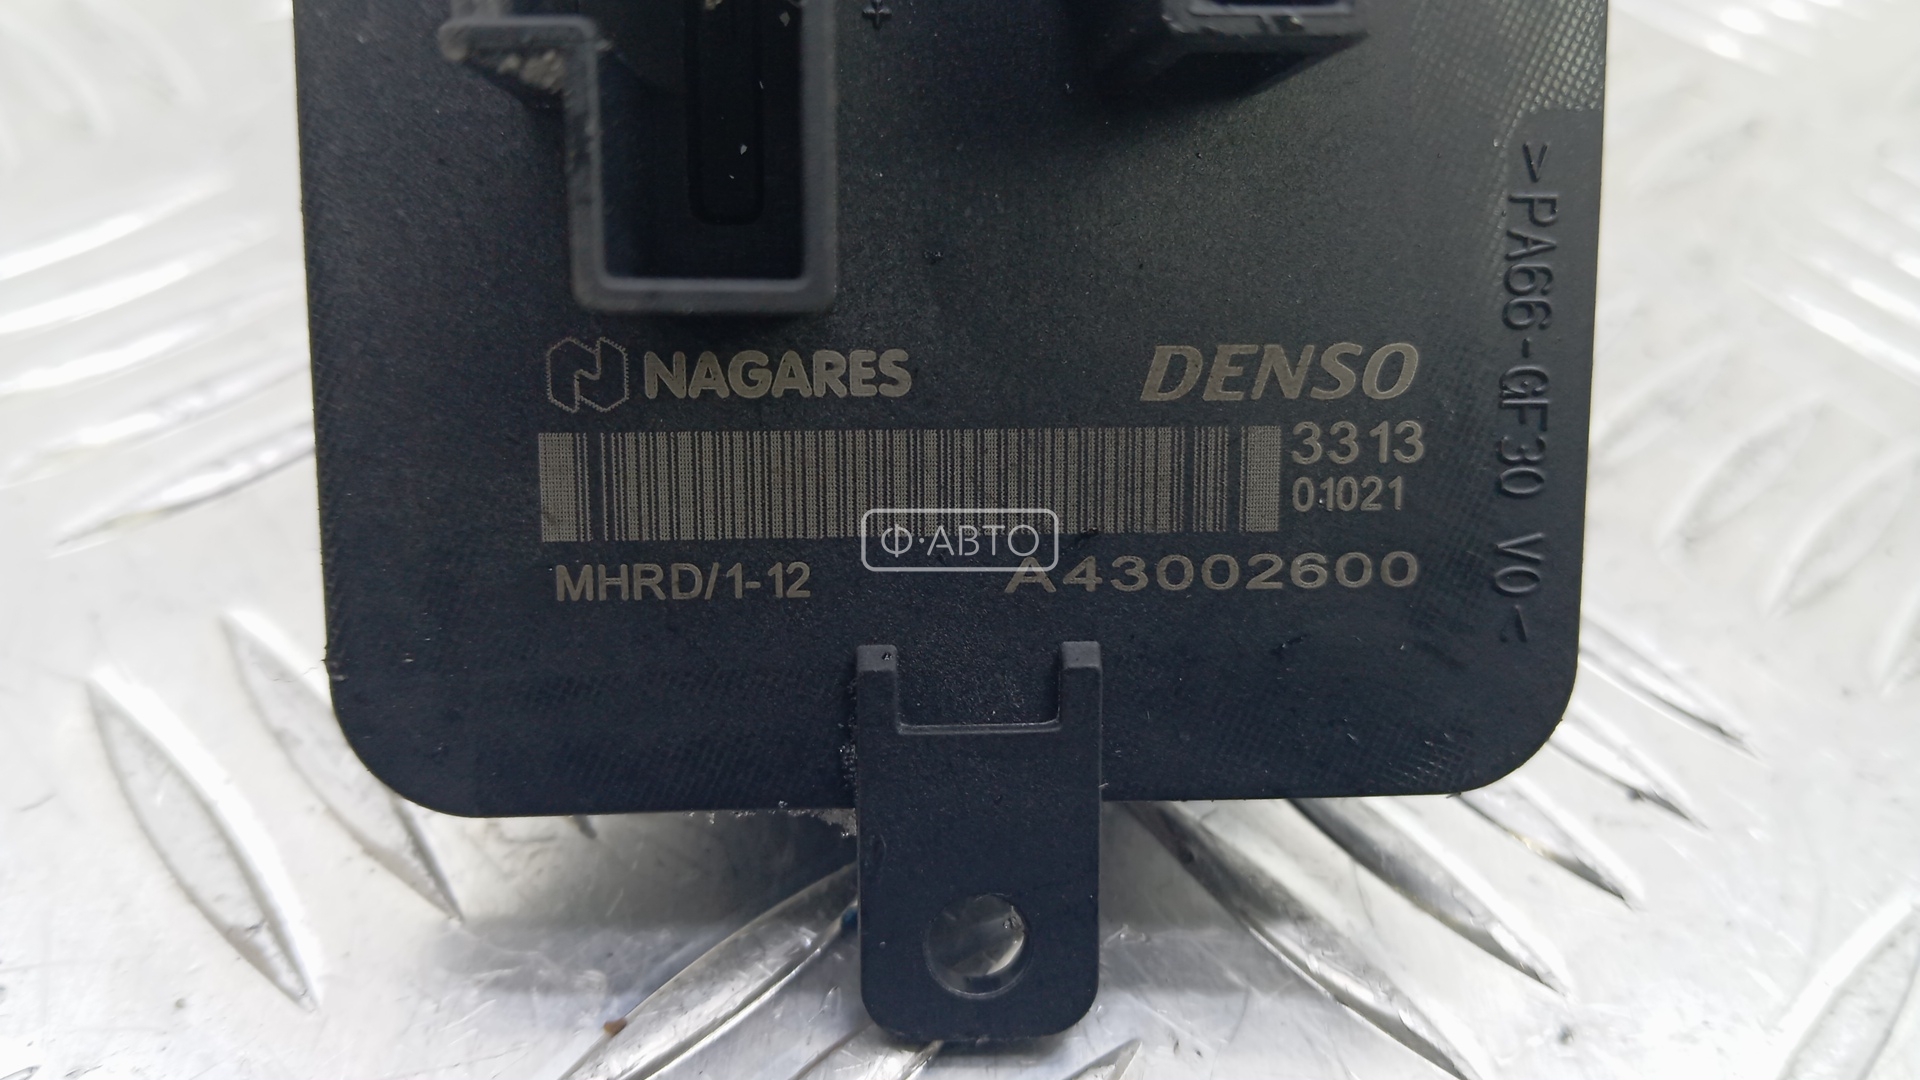 NAGARES
DENSO
3313
01021
MHRD/1-12
A43002600
>PA66-GF30 V0<
Ф·АВТО